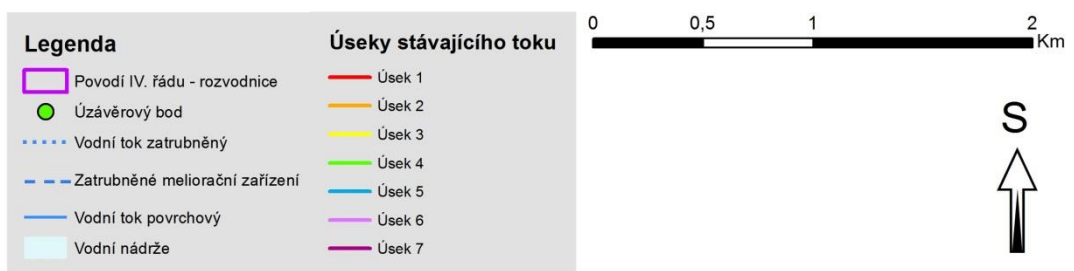 Legenda
Povodí IV. řádu - rozvodnice
Úzávěrový bod
Vodní tok zatrubněný
Zatrubněné meliorační zařízení
Vodní tok povrchový
Vodní nádrže
Úseky stávajícího toku
Úsek 1
Úsek 2
Úsek 3
Úsek 4
Úsek 5
Úsek 6
Úsek 7
0 0,5 1 2
Km
S